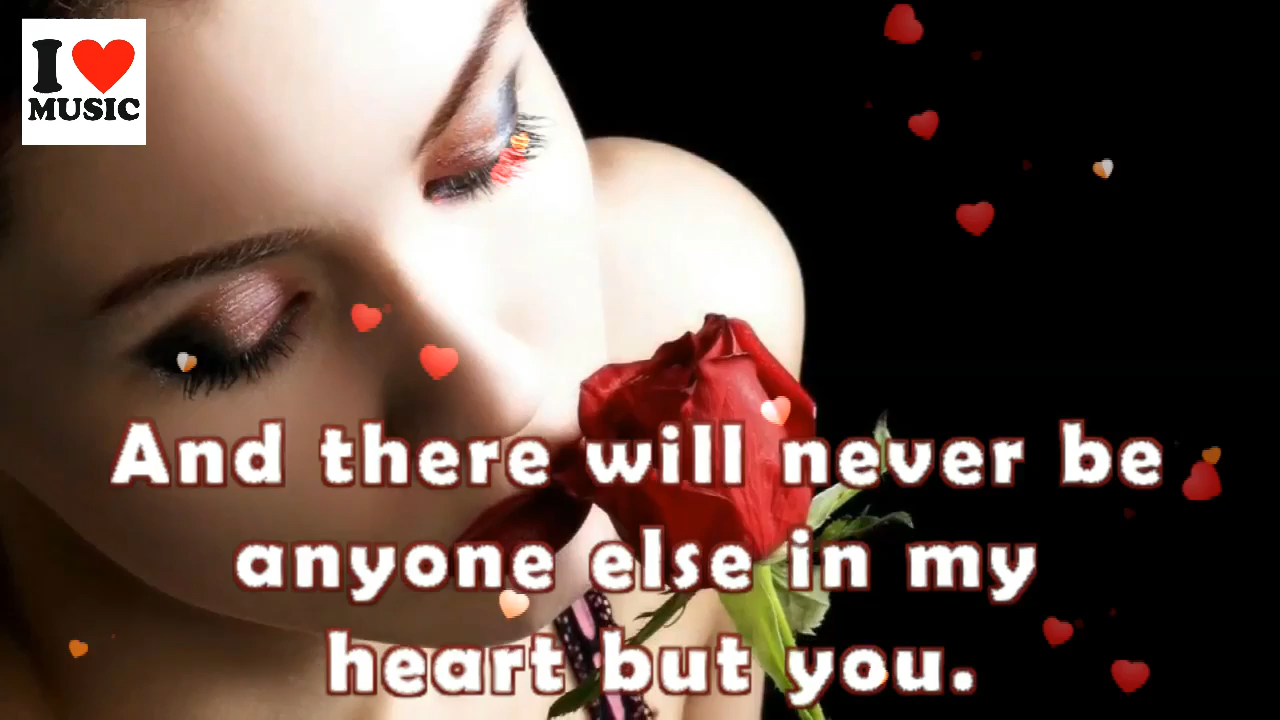 I ❤
MUSIC
And there will never be
anyone else in my
heart but you.